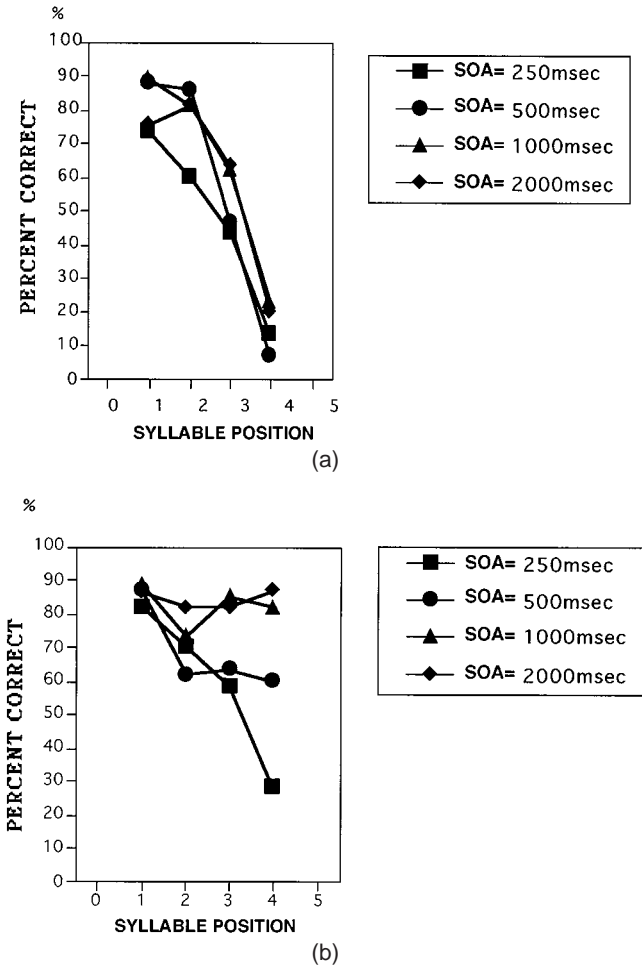 %
100
90
80
70
60
50
40
30
20
10
0
PERCENT CORRECT
0 1 2 3 4 5
SYLLABLE POSITION
SOA= 250msec
SOA= 500msec
SOA= 1000msec
SOA= 2000msec
(a)
%
100
90
80
70
60
50
40
30
20
10
0
PERCENT CORRECT
0 1 2 3 4 5
SYLLABLE POSITION
SOA= 250msec
SOA= 500msec
SOA= 1000msec
SOA= 2000msec
(b)